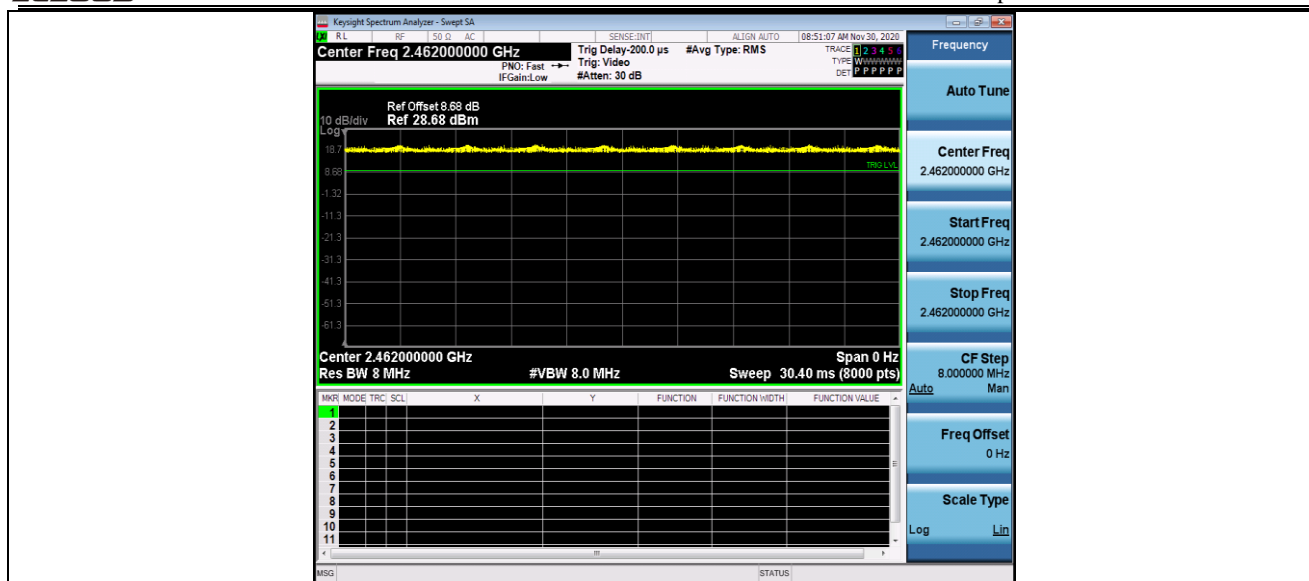 Keysight Spectrum Analyzer - Swept SA
RL RF 50 Ω AC SENSE:INT ALIGN AUTO 08:51:07 AM Nov 30, 2020
Center Freq 2.462000000 GHz Trig Delay-200.0 µs #Avg Type: RMS TRACE 1 2 3 4 5 6
PNO: Fast Trig: Video TYPE WWWWWW
IFGain:Low #Atten: 30 dB DET P P P P P P
Ref Offset 8.68 dB
10 dB/div Ref 28.68 dBm
Log
18.7
TRIG LVL
8.68
-1.32
-11.3
-21.3
-31.3
-41.3
-51.3
-61.3
Center 2.462000000 GHz Span 0 Hz
Res BW 8 MHz #VBW 8.0 MHz Sweep 30.40 ms (8000 pts)
MKR MODE TRC SCL X Y FUNCTION FUNCTION WIDTH FUNCTION VALUE
1
2
3
4
5
6
7
8
9
10
11
MSG STATUS
Frequency
Auto Tune
Center Freq
2.462000000 GHz
Start Freq
2.462000000 GHz
Stop Freq
2.462000000 GHz
CF Step
8.000000 MHz
Auto Man
Freq Offset
0 Hz
Scale Type
Log Lin